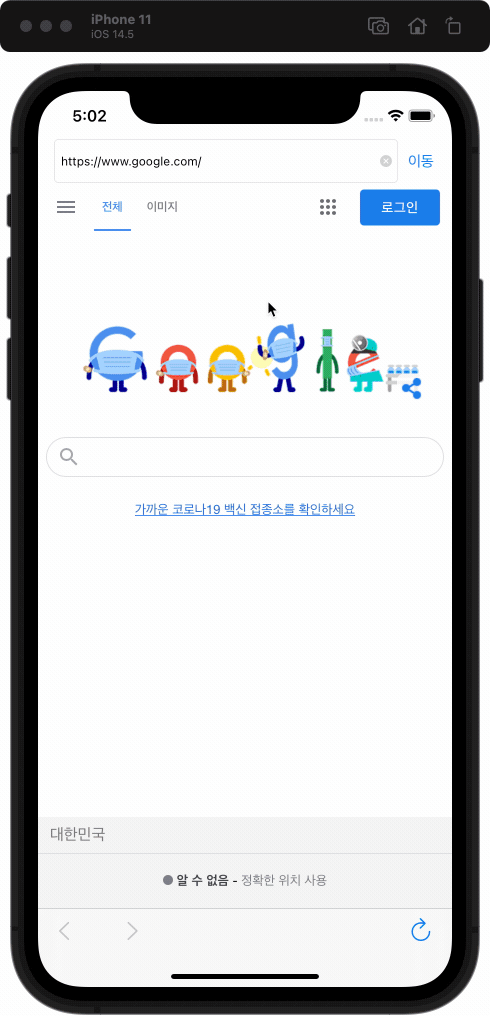 iPhone 11
iOS 14.5
5:02
https://www.google.com/
이동
전체 이미지
로그인
Google
가까운 코로나19 백신 접종소를 확인하세요
대한민국
알 수 없음 - 정확한 위치 사용